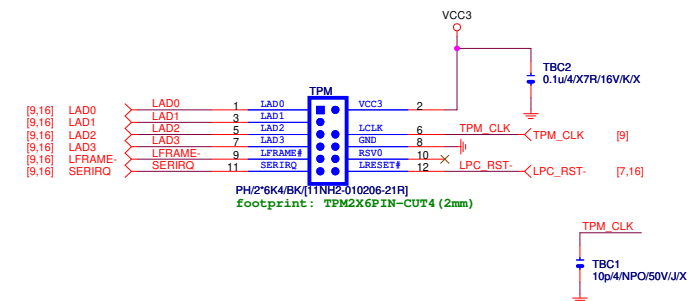 VCC3
TBC2
0.1u/4/X7R/16V/K/X
TPM
[9,16] LAD0 LAD0 1 LAD0 VCC3 2
[9,16] LAD1 LAD1 3 LAD1
[9,16] LAD2 LAD2 5 LAD2 LCLK 6 TPM_CLK TPM_CLK [9]
[9,16] LAD3 LAD3 7 LAD3 GND 8
[9,16] LFRAME- LFRAME- 9 LFRAME# RSV0 10
[9,16] SERIRQ SERIRQ 11 SERIRQ LRESET# 12 LPC_RST- LPC_RST- [7,16]
PH/2*6K4/BK/[11NH2-010206-21R]
footprint: TPM2X6PIN-CUT4(2mm)
TPM_CLK
TBC1
10p/4/NPO/50V/J/X